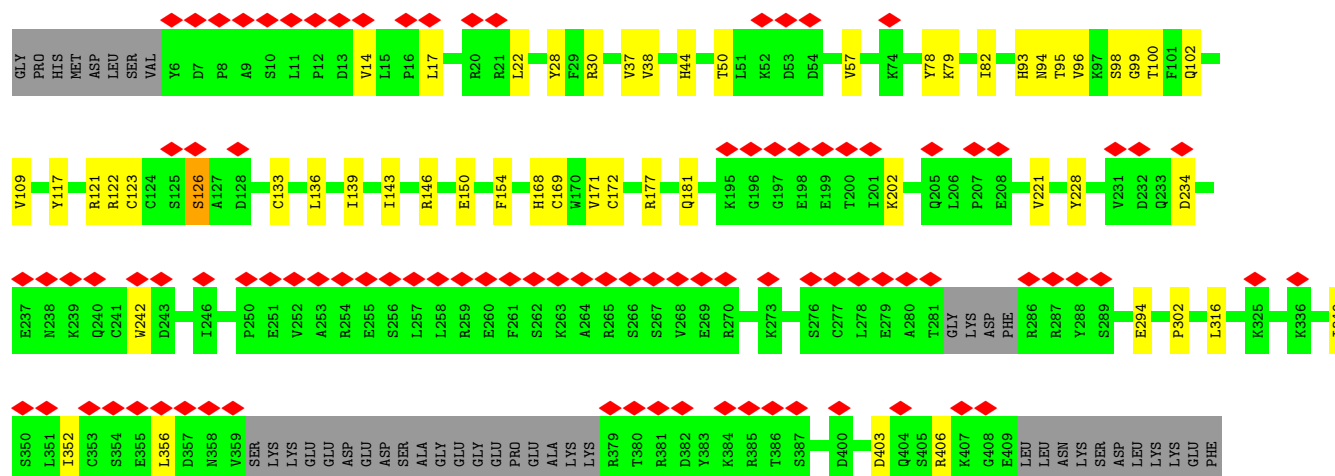 GLY PRO HIS MET ASP LEU SER VAL Y6 D7 P8 A9 S10 L11 P12 D13 V14 L15 P16 L17 R20 R21 L22 Y28 F29 R30 V37 V38 H44 T50 L51 K52 D53 D54 V57 K74 Y78 K79 I82 H93 N94 T95 V96 K97 S98 G99 T100 F101 Q102
V109 Y117 R121 R122 C123 C124 S125 S126 A127 D128 C133 L136 I139 I143 R146 E150 F154 H168 C169 W170 V171 C172 R177 Q181 K195 G196 G197 E198 E199 T200 I201 K202 Q205 L206 P207 E208 V221 Y228 V231 D232 Q233 D234
E237 N238 K239 Q240 C241 W242 D243 I246 P250 E251 V252 A253 R254 E255 S256 L257 L258 R259 E260 F261 S262 K263 A264 R265 S266 S267 V268 E269 R270 K273 S276 C277 L278 E279 A280 T281 GLY LYS ASP PHE R286 R287 Y288 S289 E294 P302 L316 K325 K336
S350 L351 I352 C353 S354 E355 L356 D357 N358 V359 SER LYS LYS GLU GLU ASP GLU ASP SER ALA GLY GLU GLY GLU PRO GLU ALA LYS LYS R379 T380 R381 D382 Y383 K384 R385 T386 S387 D400 D403 Q404 S405 R406 K407 G408 E409 LEU LEU ASN LYS SER ASP LEU LYS LYS GLU PHE